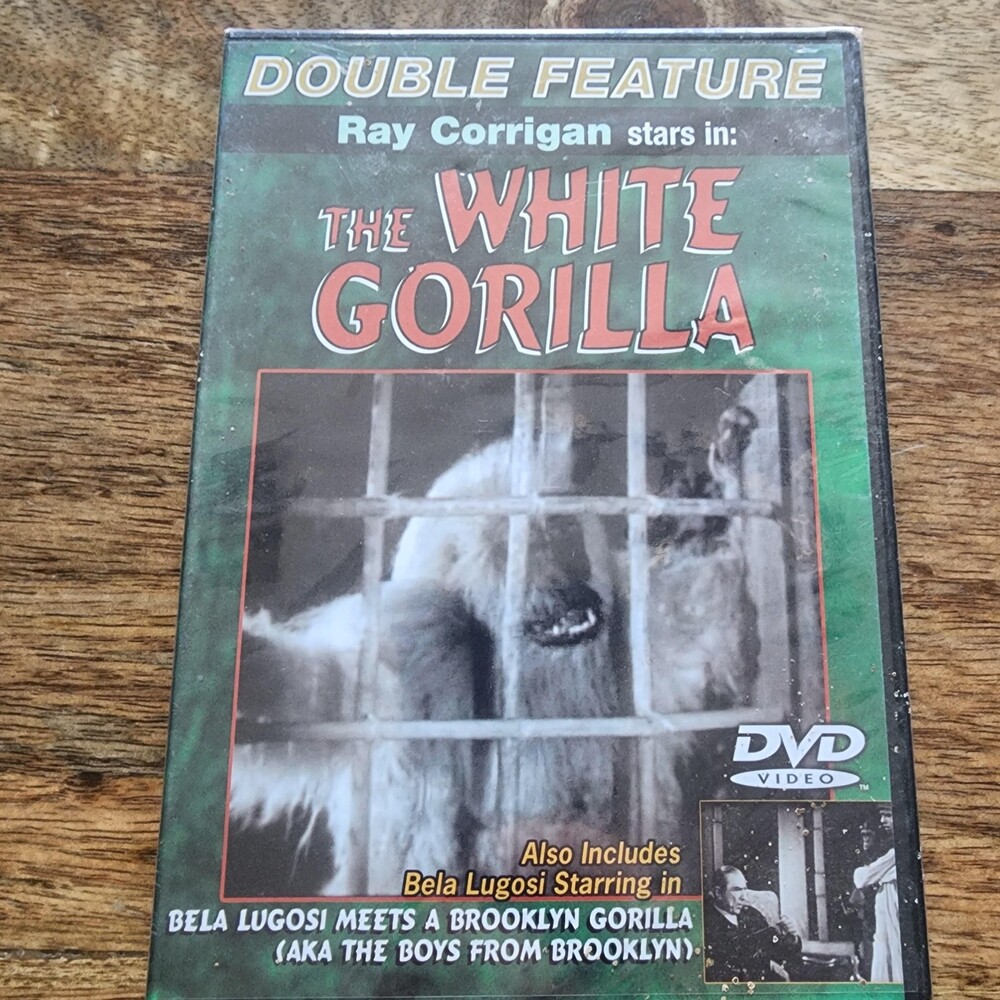 DOUBLE FEATURE
Ray Corrigan stars in:
THE WHITE
GORILLA
DVD
VIDEO
TM
Also Includes
Bela Lugosi Starring in
BELA LUGOSI MEETS A BROOKLYN GORILLA
(AKA THE BOYS FROM BROOKLYN)